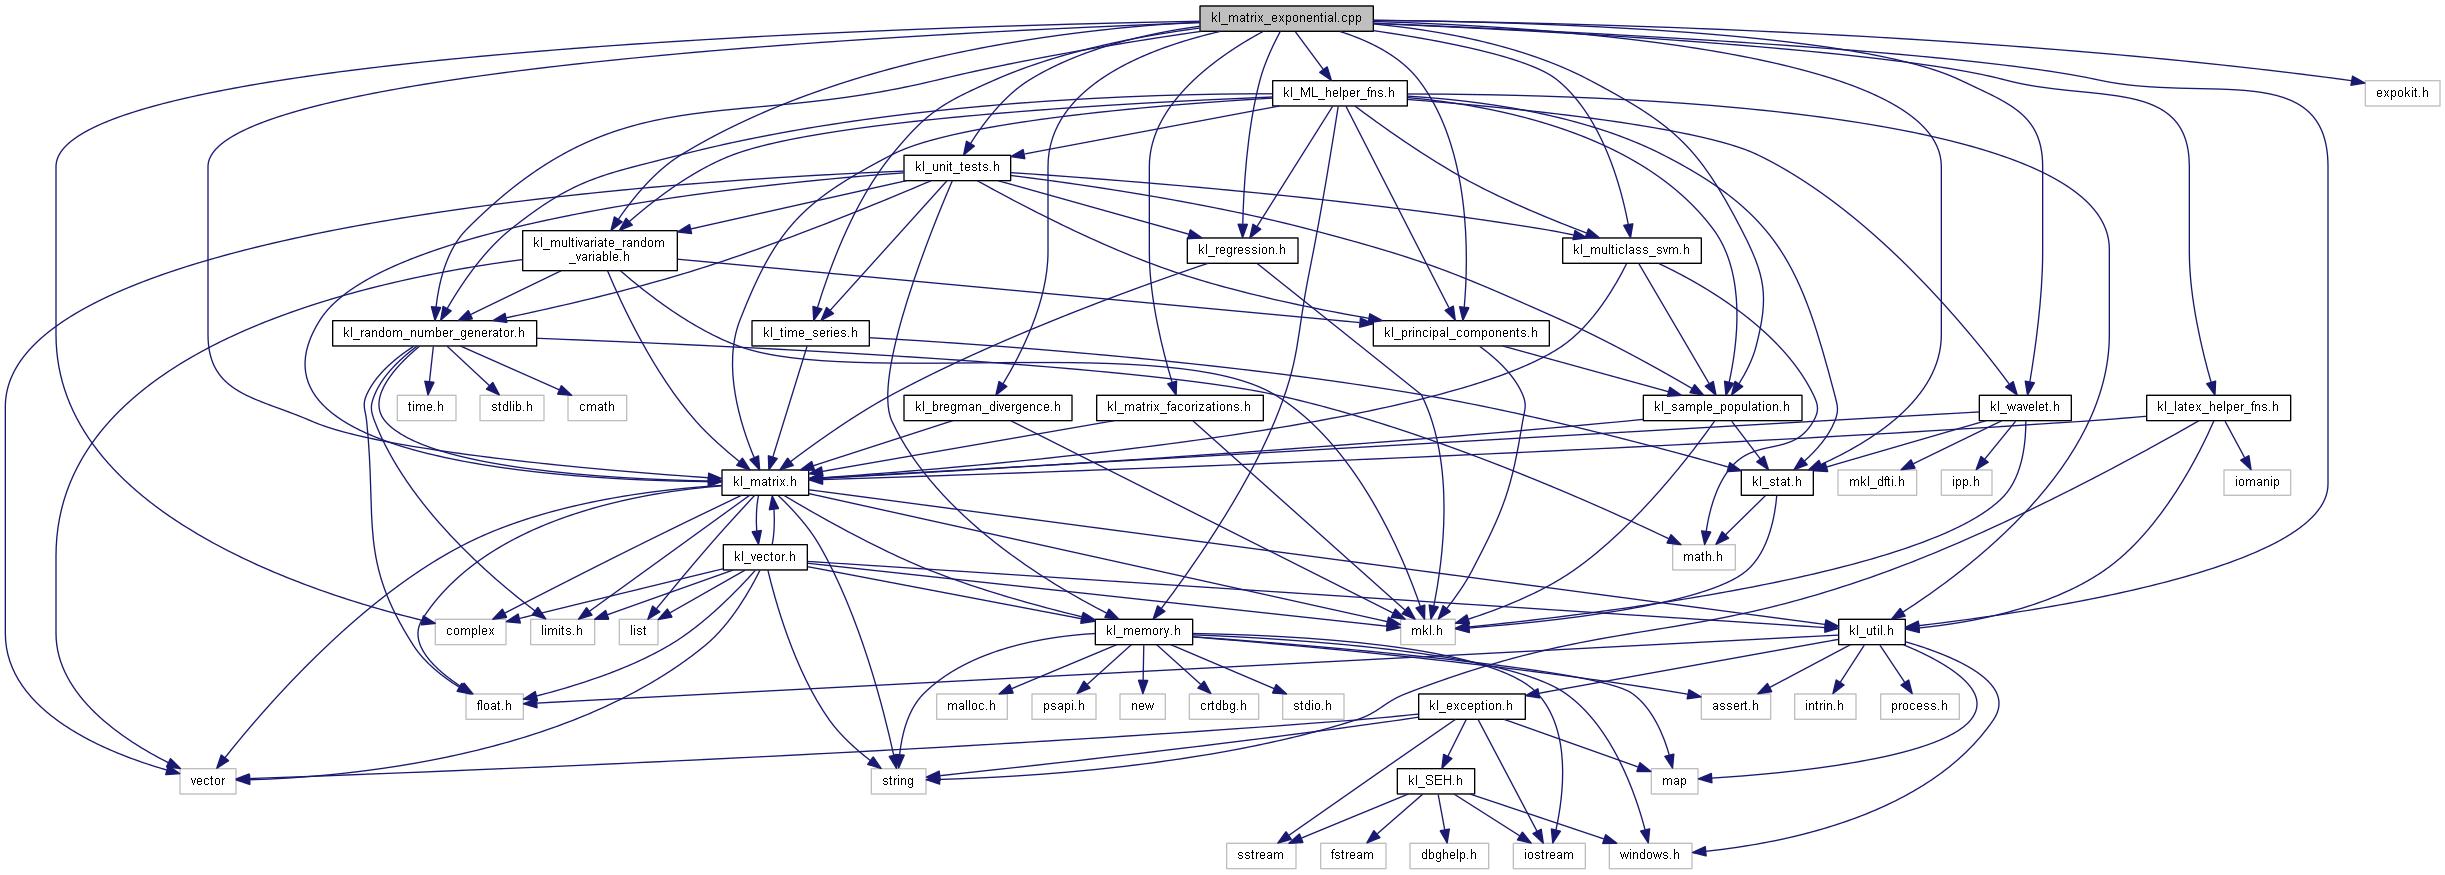 kl_matrix_exponential.cpp
kl_ML_helper_fns.h
expokit.h
kl_unit_tests.h
kl_multivariate_random
_variable.h
kl_regression.h
kl_multiclass_svm.h
kl_random_number_generator.h
kl_time_series.h
kl_principal_components.h
time.h
stdlib.h
cmath
kl_bregman_divergence.h
kl_matrix_facorizations.h
kl_sample_population.h
kl_wavelet.h
kl_latex_helper_fns.h
kl_matrix.h
kl_stat.h
mkl_dfti.h
ipp.h
iomanip
kl_vector.h
math.h
complex
limits.h
list
kl_memory.h
mkl.h
kl_util.h
float.h
malloc.h
psapi.h
new
crtdbg.h
stdio.h
kl_exception.h
assert.h
intrin.h
process.h
vector
string
kl_SEH.h
map
sstream
fstream
dbghelp.h
iostream
windows.h